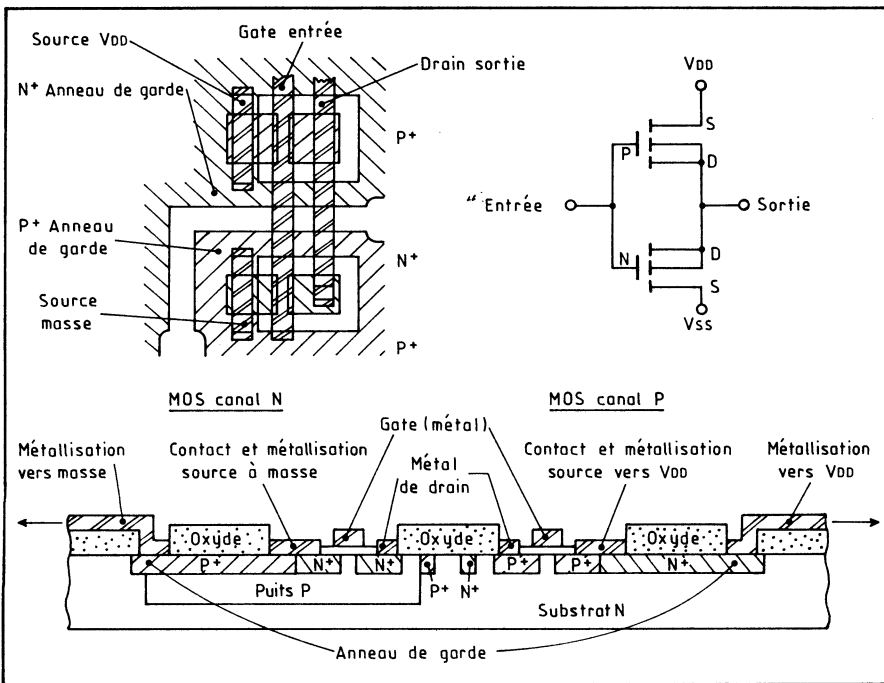 Gate entrée
Source VDD
Drain sortie
N+ Anneau de garde
P+
P+ Anneau
de garde
N+
Source
masse
P+
VDD
S
P
D
" Entrée
Sortie
N
D
S
VSS
MOS canal N
MOS canal P
Gate (métal)
Métallisation
vers masse
Contact et métallisation
source à masse
Métal
de drain
Contact et métallisation
source vers VDD
Métallisation
vers VDD
Oxyde
Oxyde
Oxyde
P+
N+
N+
P+
N+
P+
P+
N+
Puits P
Substrat N
Anneau de garde